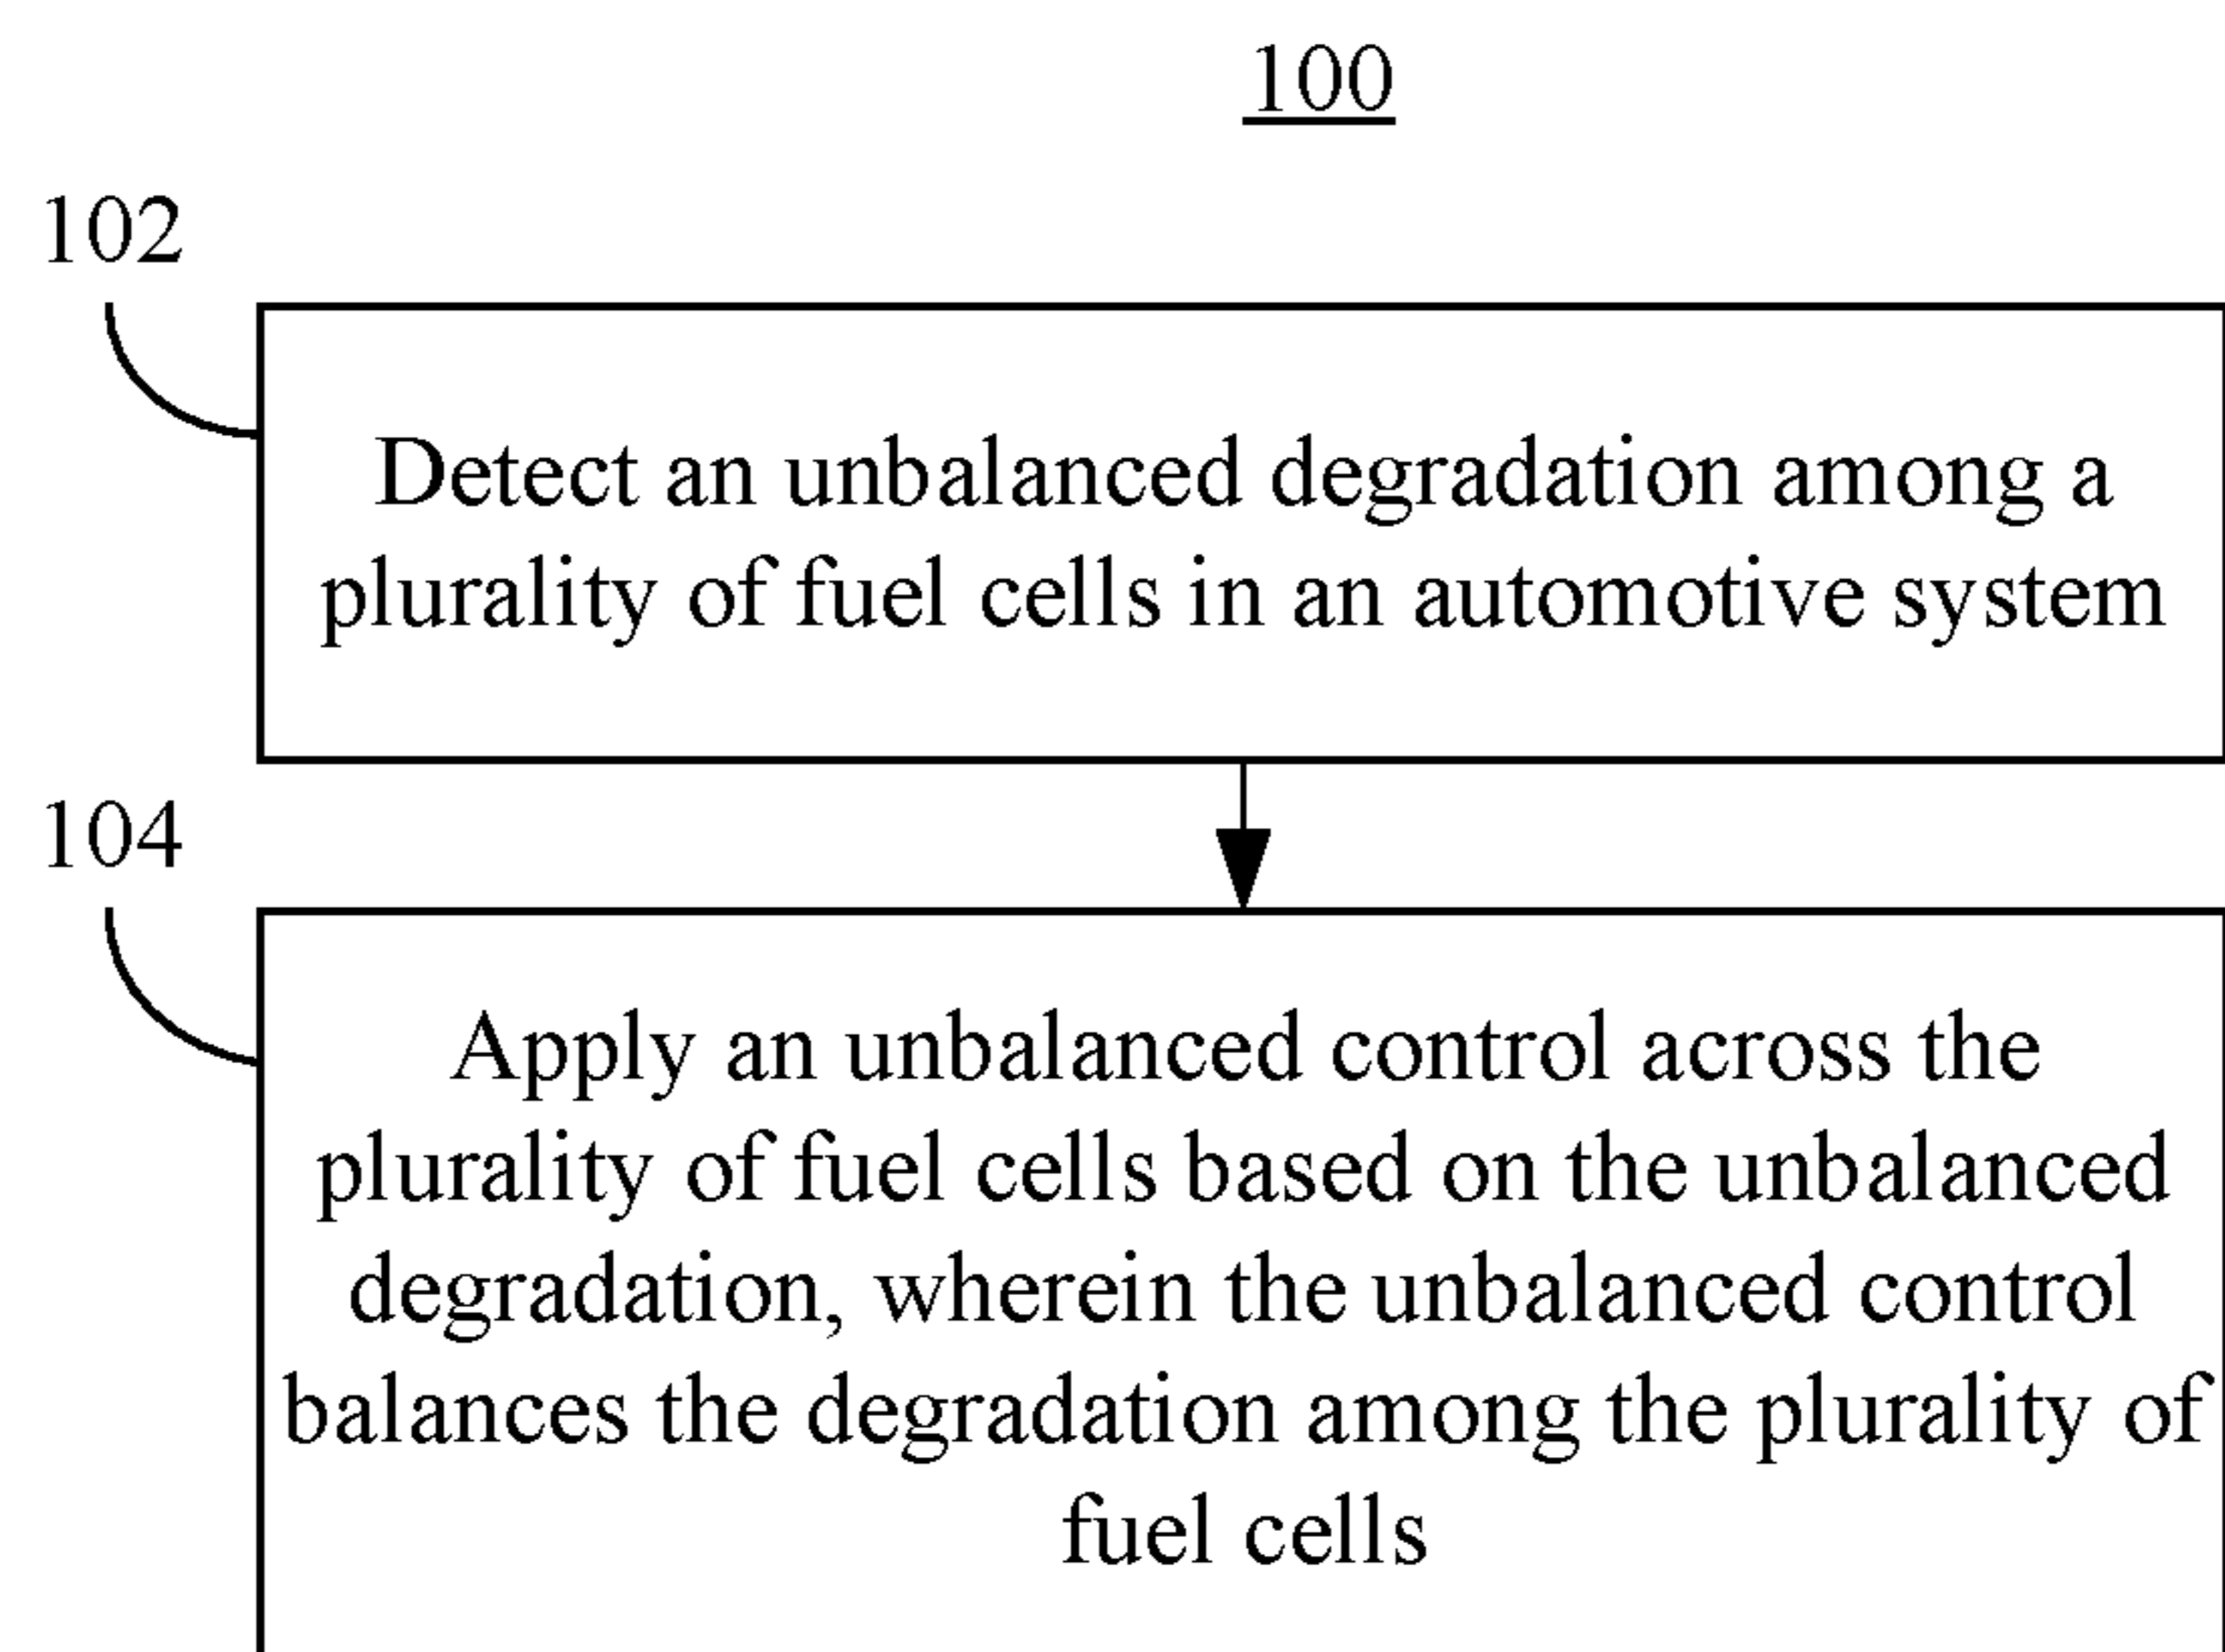 100
102
Detect an unbalanced degradation among a
plurality of fuel cells in an automotive system
104
Apply an unbalanced control across the
plurality of fuel cells based on the unbalanced
degradation, wherein the unbalanced control
balances the degradation among the plurality of
fuel cells